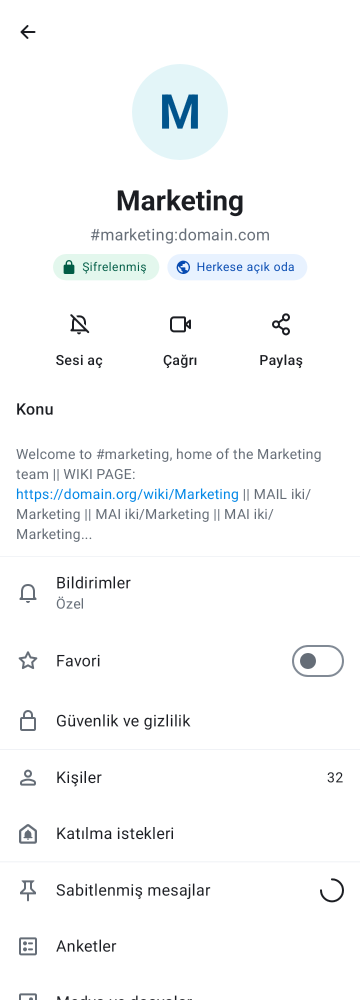 M
Marketing
#marketing:domain.com
Şifrelenmiş
Herkese açık oda
Sesi aç
Çağrı
Paylaş
Konu
Welcome to #marketing, home of the Marketing
team || WIKI PAGE:
https://domain.org/wiki/Marketing || MAIL iki/
Marketing || MAI iki/Marketing || MAI iki/
Marketing...
Bildirimler
Özel
Favori
Güvenlik ve gizlilik
Kişiler
32
Katılma istekleri
Sabitlenmiş mesajlar
Anketler